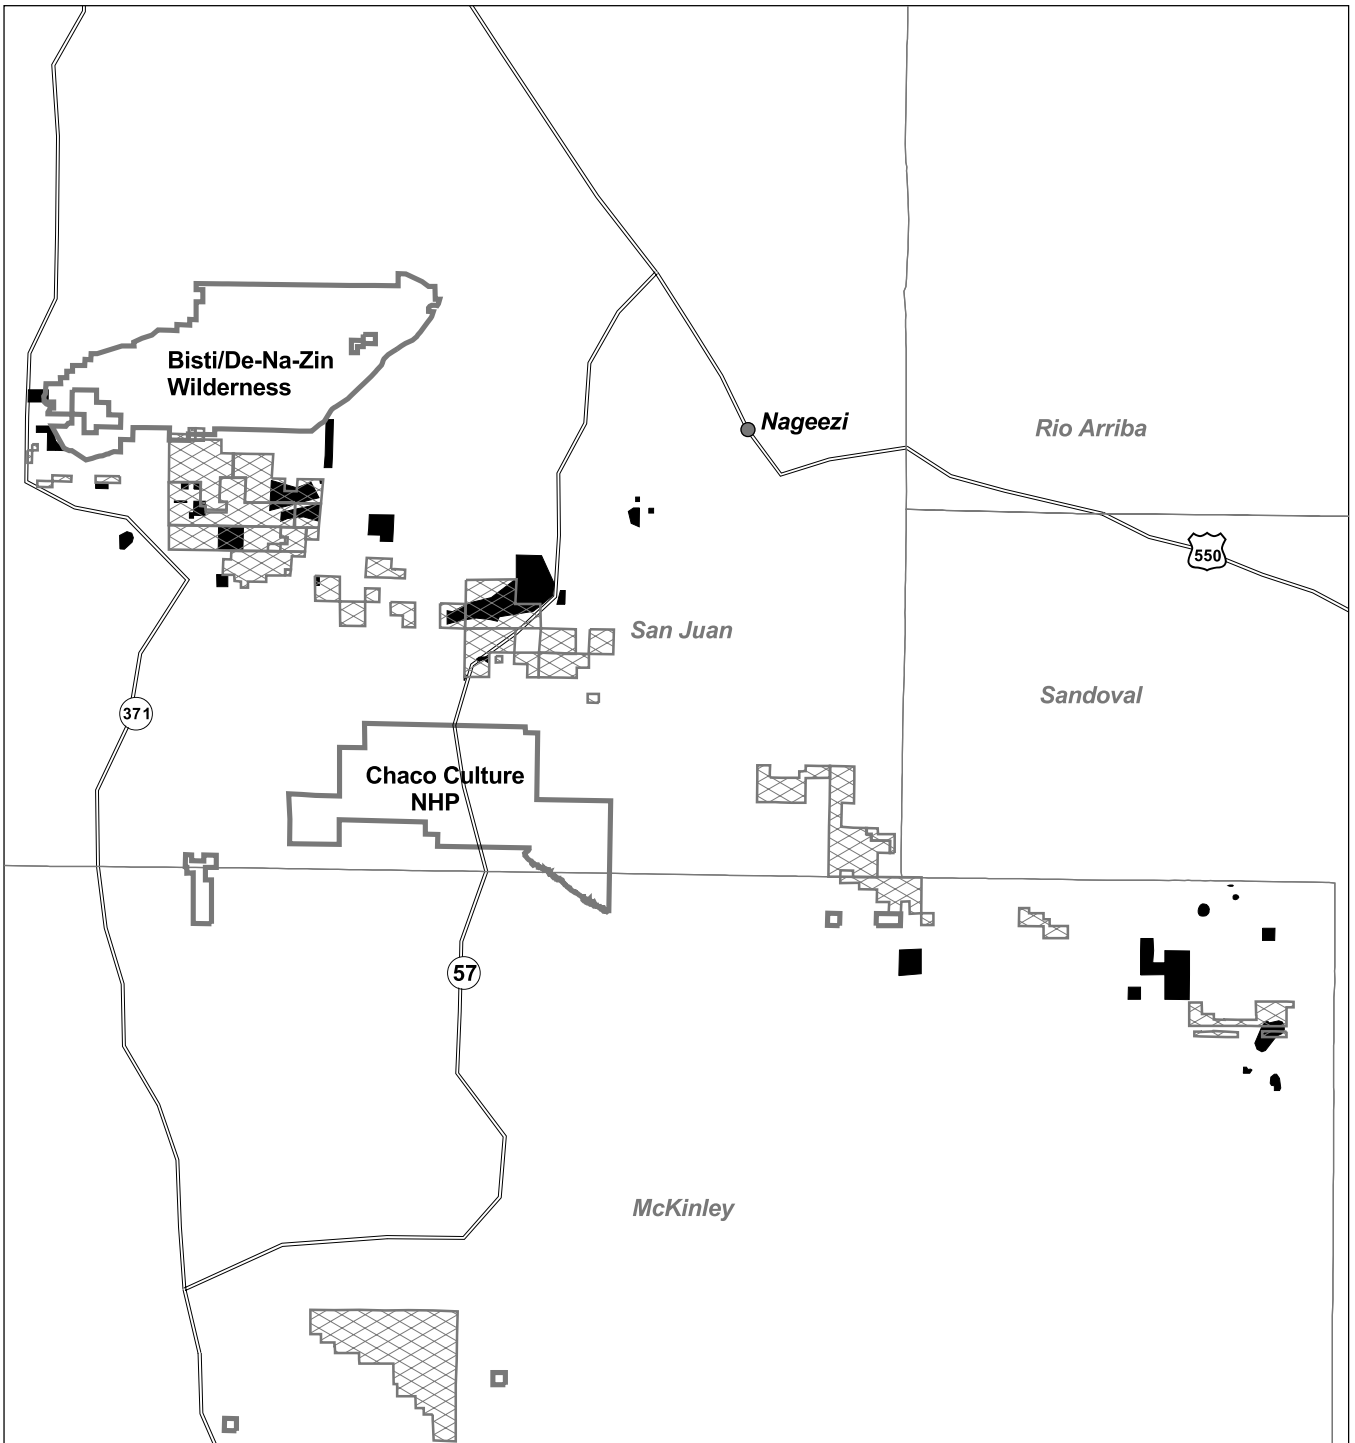 Bisti/De-Na-Zin
Wilderness
Nageezi
Rio Arriba
550
San Juan
Sandoval
371
Chaco Culture
NHP
57
McKinley